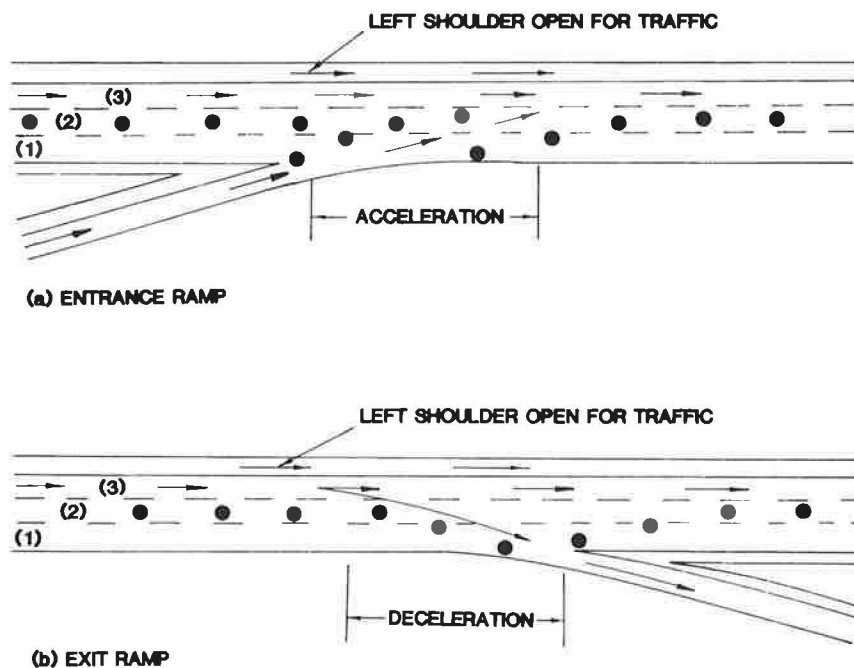 LEFT SHOULDER OPEN FOR TRAFFIC
(3)
(2)
(1)
ACCELERATION
(a) ENTRANCE RAMP
LEFT SHOULDER OPEN FOR TRAFFIC
(3)
(2)
(1)
DECELERATION
(b) EXIT RAMP